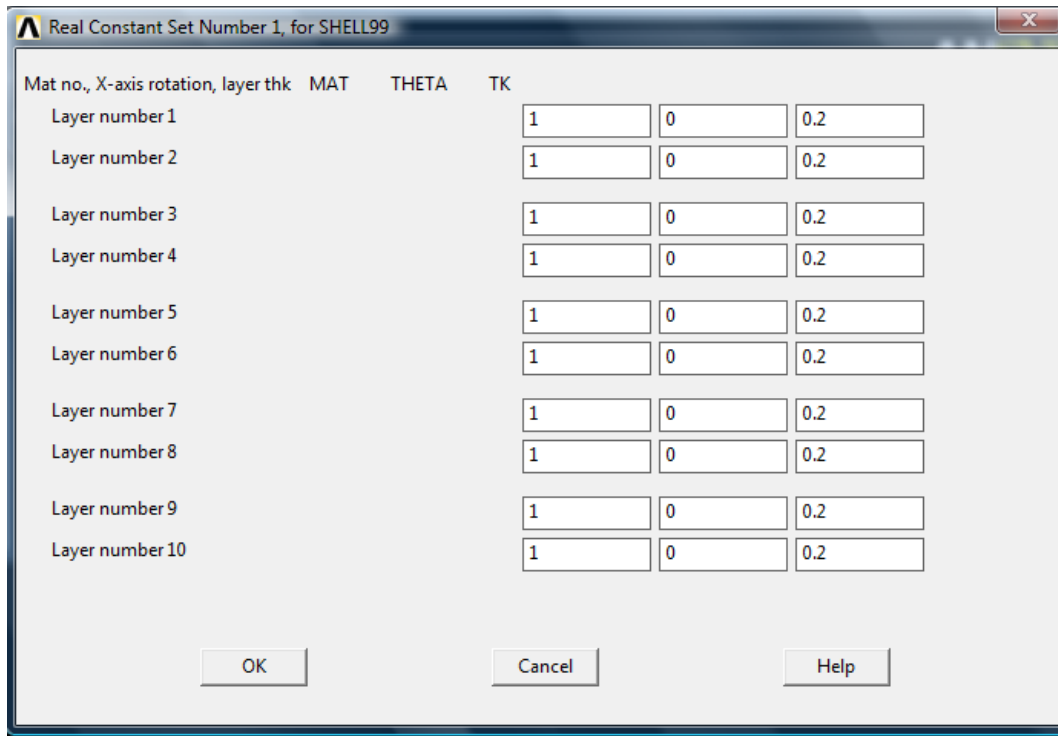 Real Constant Set Number 1, for SHELL99
Mat no., X-axis rotation, layer thk MAT THETA TK
Layer number 1 1 0 0.2
Layer number 2 1 0 0.2
Layer number 3 1 0 0.2
Layer number 4 1 0 0.2
Layer number 5 1 0 0.2
Layer number 6 1 0 0.2
Layer number 7 1 0 0.2
Layer number 8 1 0 0.2
Layer number 9 1 0 0.2
Layer number 10 1 0 0.2
OK Cancel Help